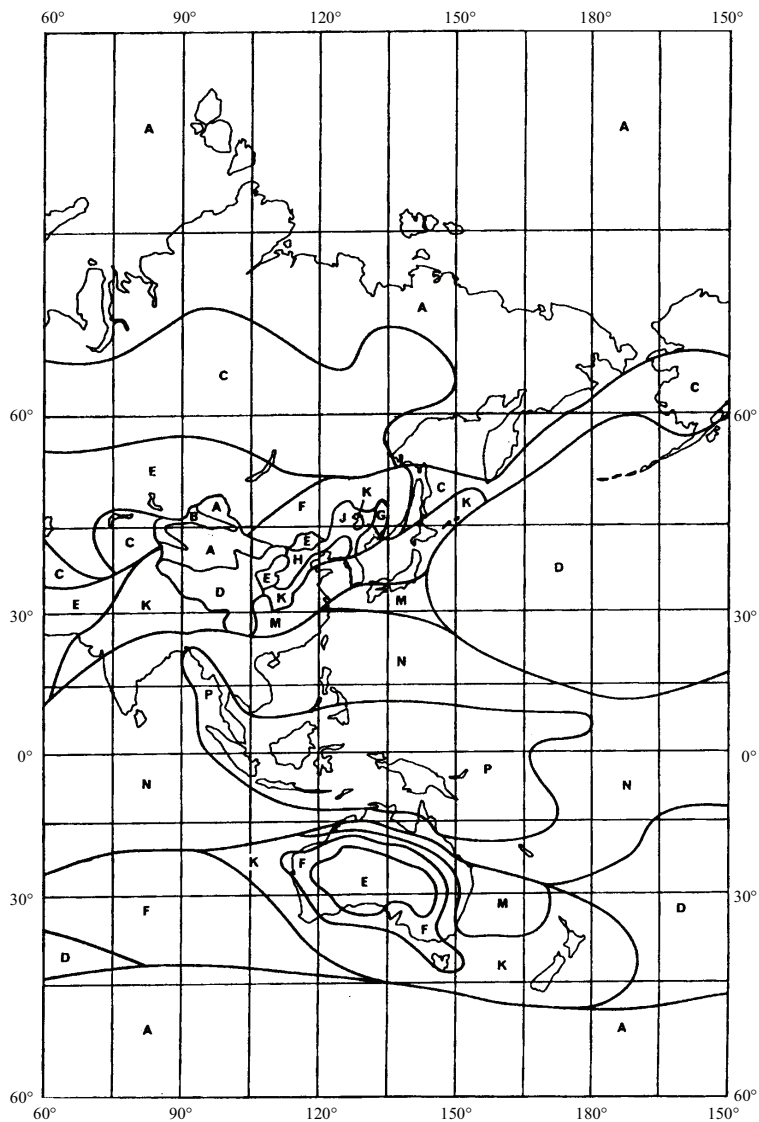 60° 90° 120° 150° 180° 150°
A A
A
C
C
60° 60°
E
K C
A F K
B J G
C E
A H
C E D
D
E K K M
30° M 30°
N
P
0° P 0°
N N
K F
E
30° M 30°
F D
F
D K
A A
60° 60°
60° 90° 120° 150° 180° 150°